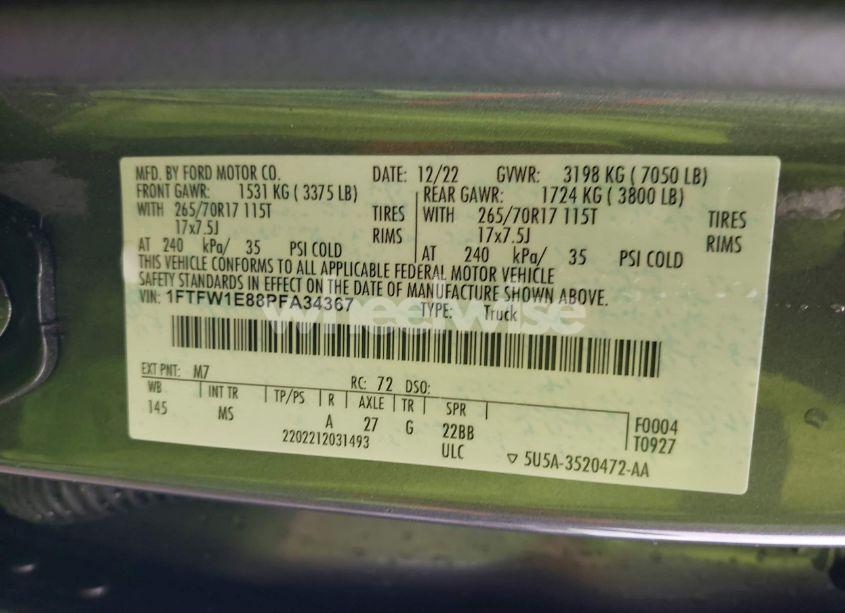 MFD. BY FORD MOTOR CO. DATE: 12/22 GVWR: 3198 KG ( 7050 LB)
FRONT GAWR: 1531 KG ( 3375 LB) REAR GAWR: 1724 KG ( 3800 LB)
WITH 265/70R17 115T TIRES WITH 265/70R17 115T TIRES
17x7.5J RIMS 17x7.5J RIMS
AT 240 kPa/ 35 PSI COLD AT 240 kPa/ 35 PSI COLD
THIS VEHICLE CONFORMS TO ALL APPLICABLE FEDERAL MOTOR VEHICLE
SAFETY STANDARDS IN EFFECT ON THE DATE OF MANUFACTURE SHOWN ABOVE.
VIN: 1FTFW1E88PFA34367 TYPE: Truck
wheelwise
EXT PNT: M7 RC: 72 DSO:
WB INT TR TP/PS R AXLE TR SPR
145 MS A 27 G 22BB F0004
2202212031493 ULC T0927
5U5A-3520472-AA